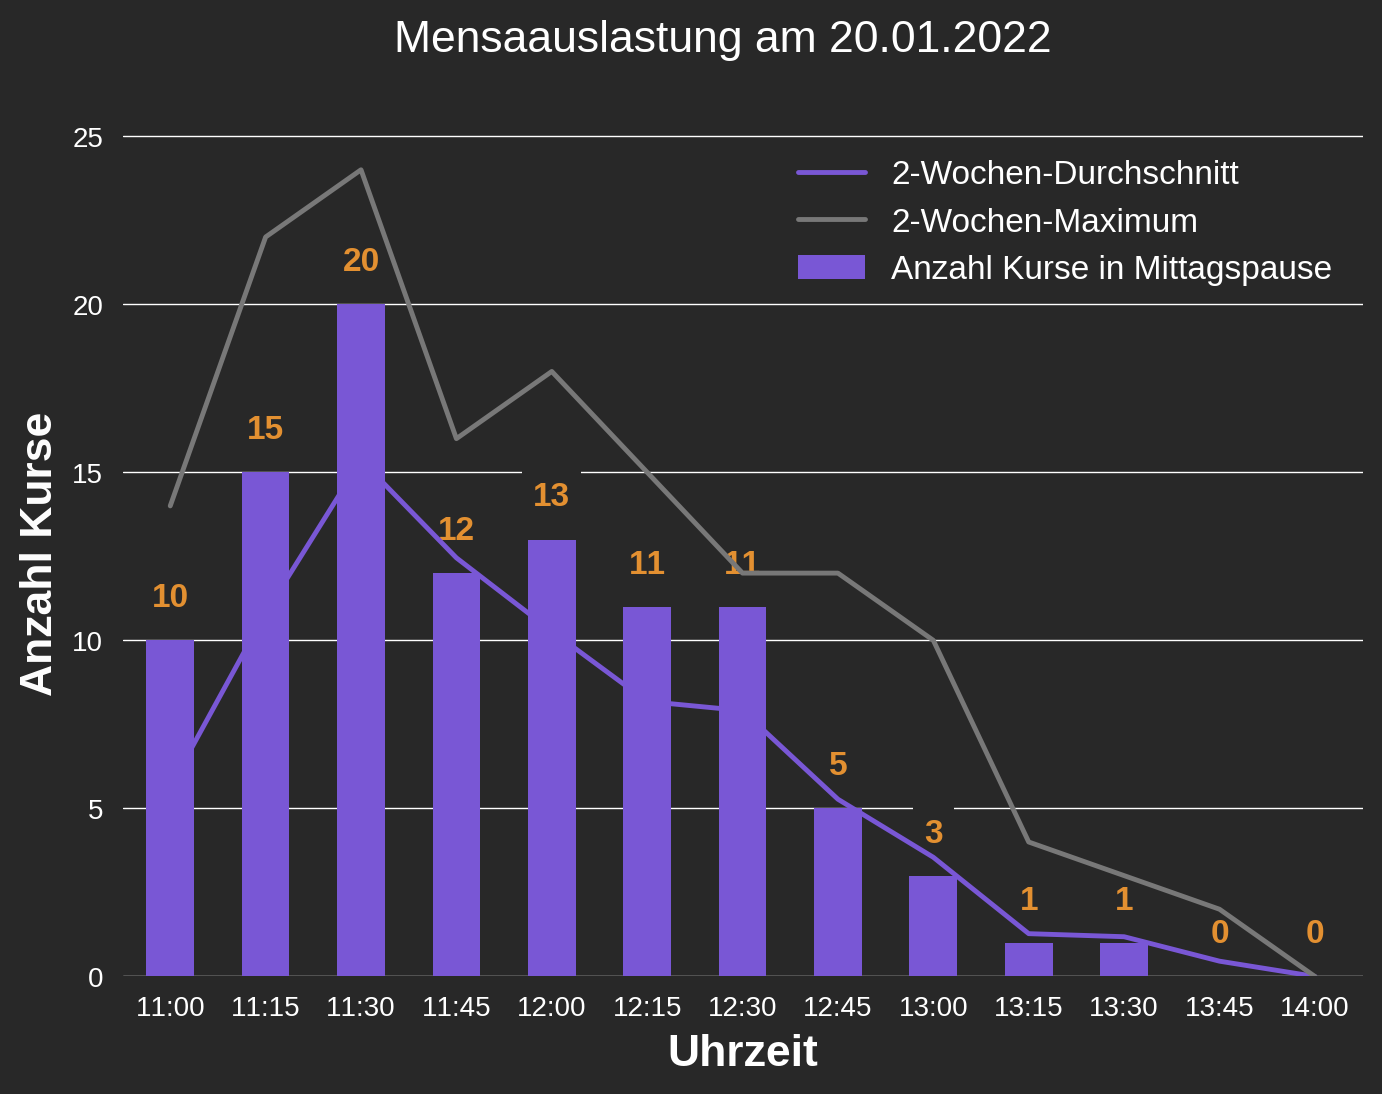 Mensaauslastung am 20.01.2022
25
20
15
10
5
0
Anzahl Kurse
2-Wochen-Durchschnitt
2-Wochen-Maximum
Anzahl Kurse in Mittagspause
10
15
20
12
13
11
11
5
3
1
1
0
0
11:00 11:15 11:30 11:45 12:00 12:15 12:30 12:45 13:00 13:15 13:30 13:45 14:00
Uhrzeit